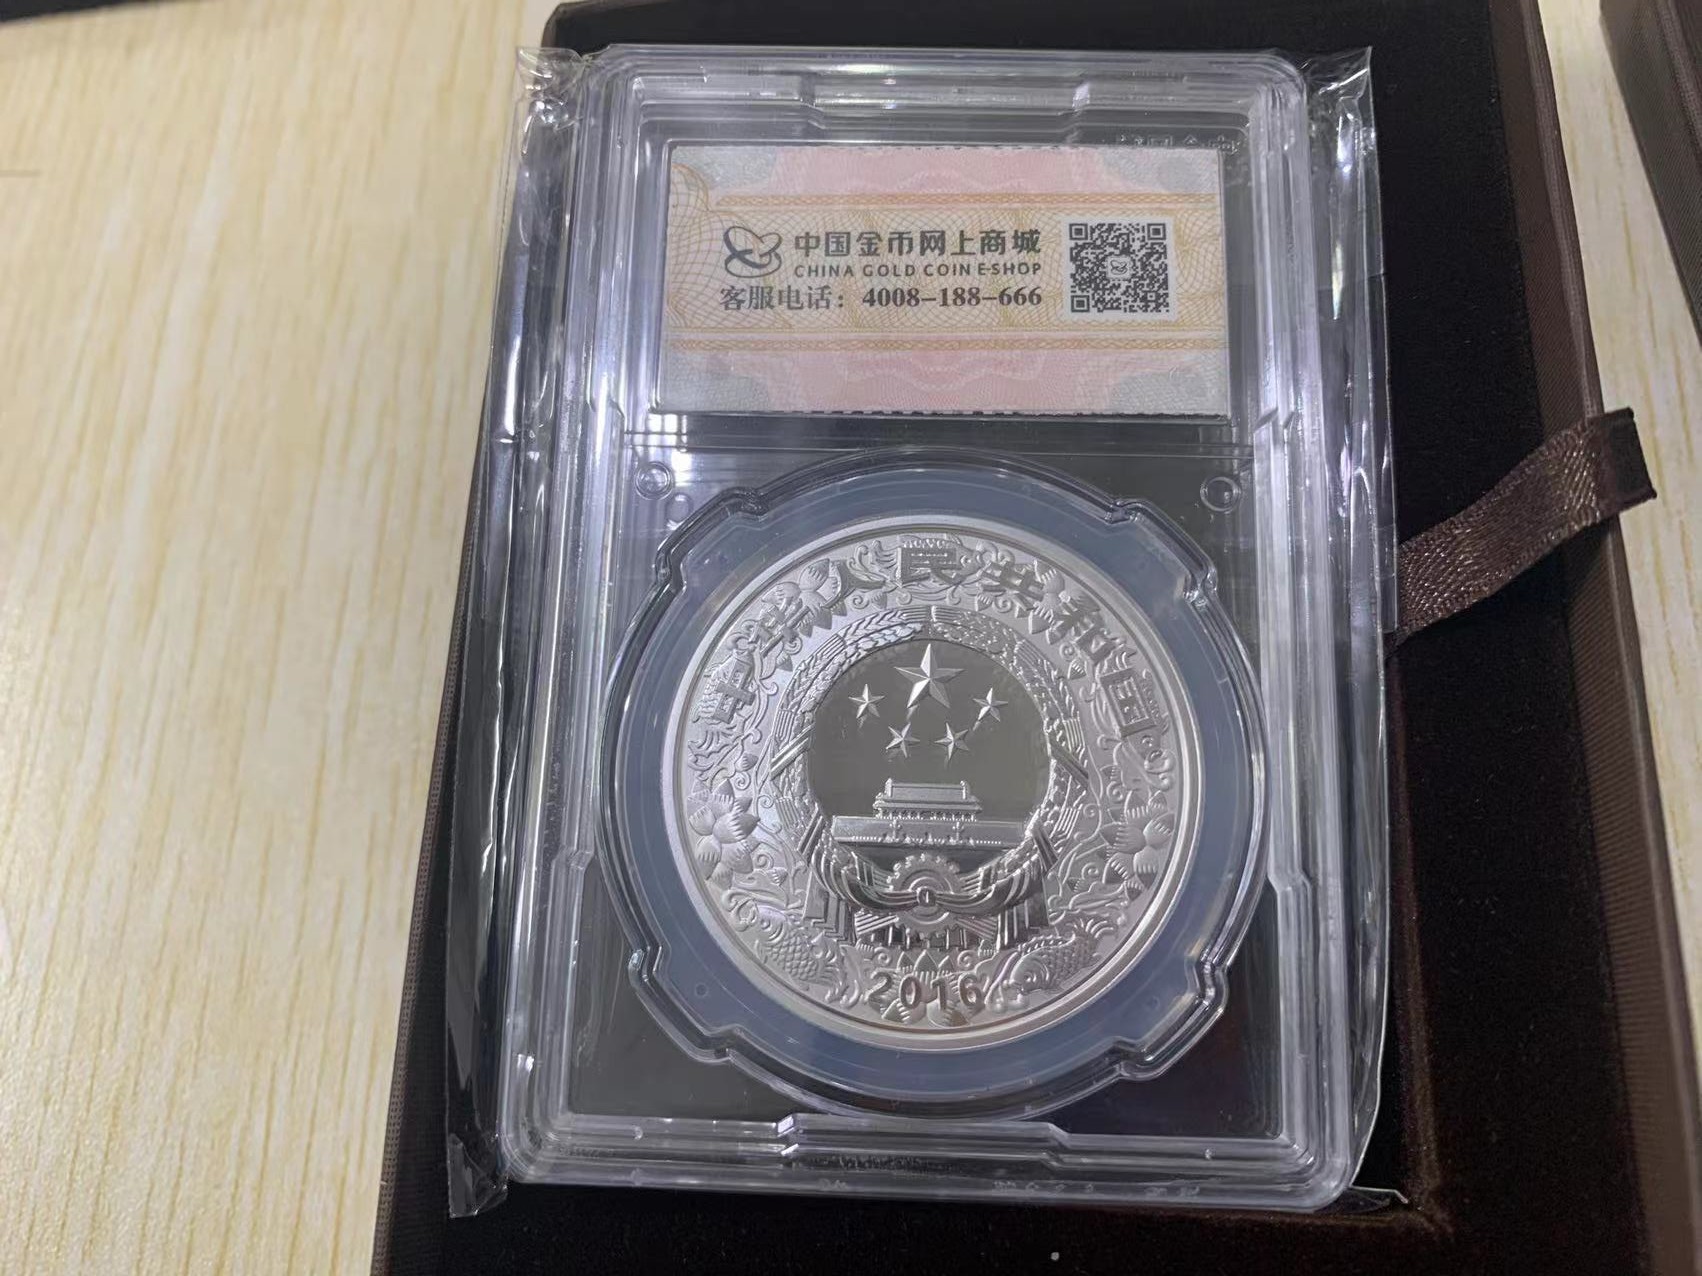 中国金币网上商城
CHINA GOLD COIN E-SHOP
客服电话：4008-188-666
中华人民共和国
2016